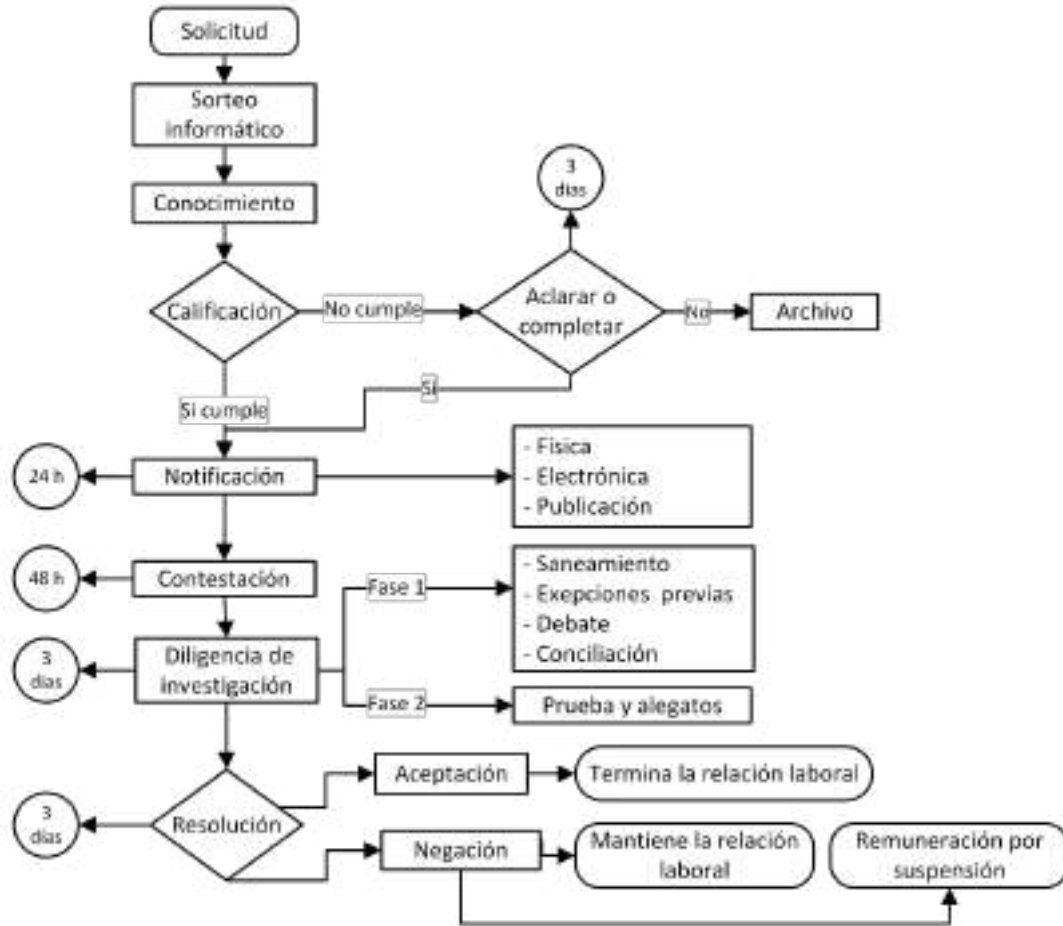 Solicitud
Sorteo
informático
Conocimiento
3
días
Calificación
No cumple
Aclarar o
completar
No
Archivo
Si
Si cumple
24 h
Notificación
- Física
- Electrónica
- Publicación
48 h
Contestación
Fase 1
- Saneamiento
- Exepciones previas
- Debate
- Conciliación
3
días
Diligencia de
investigación
Fase 2
Prueba y alegatos
Aceptación
Termina la relación laboral
3
días
Resolución
Negación
Mantiene la relación
laboral
Remuneración por
suspensión